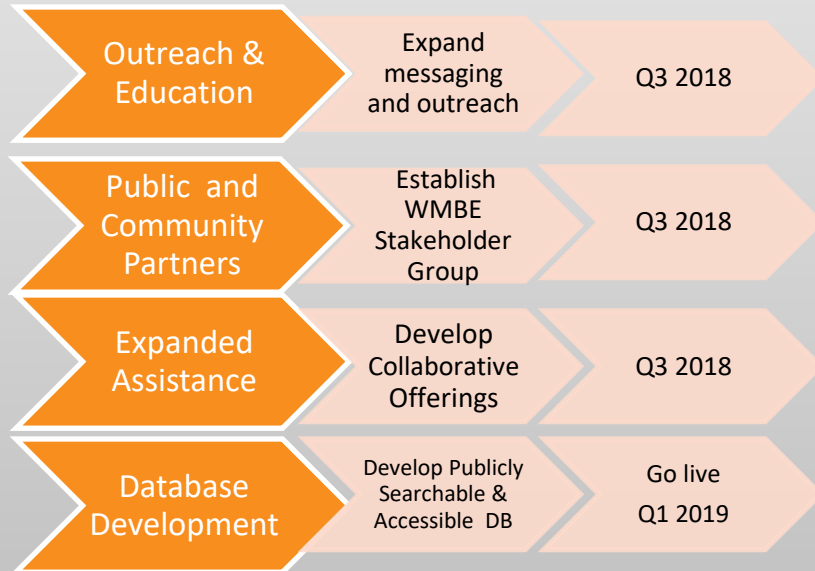 Outreach &
Education
Expand
messaging
and outreach
Q3 2018
Public and
Community
Partners
Establish
WMBE
Stakeholder
Group
Q3 2018
Expanded
Assistance
Develop
Collaborative
Offerings
Q3 2018
Database
Development
Develop Publicly
Searchable &
Accessible DB
Go live
Q1 2019